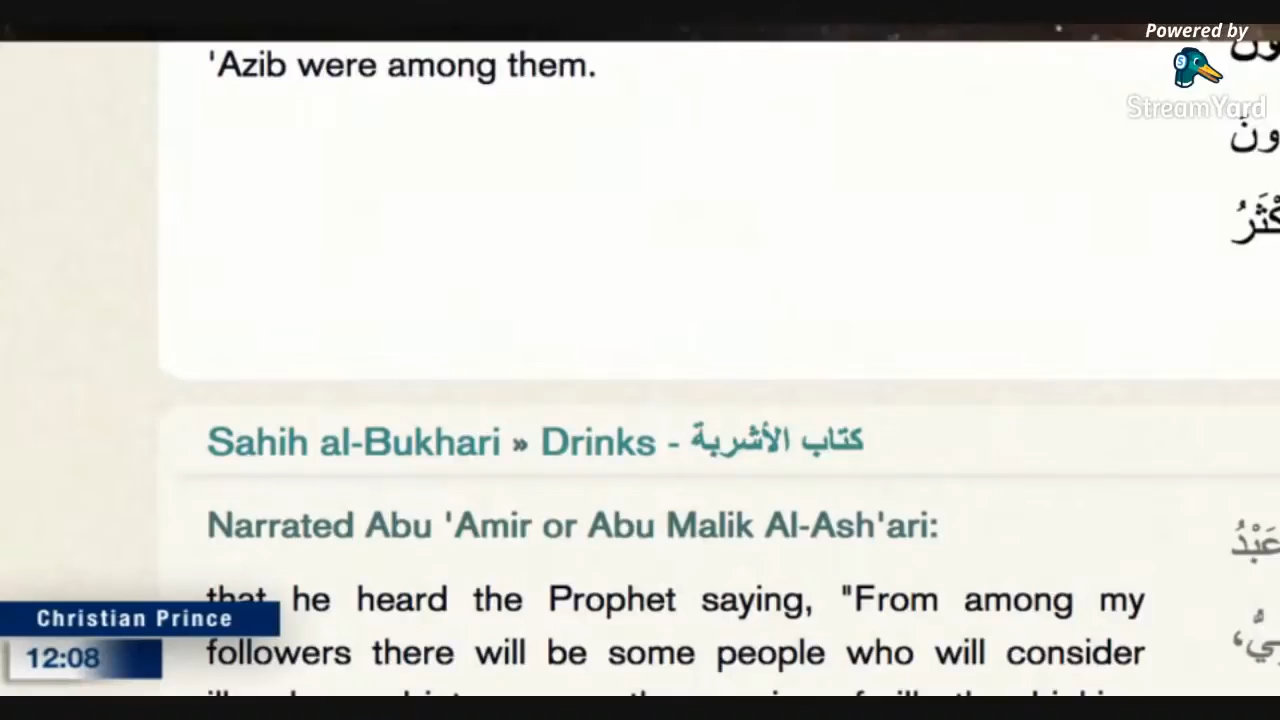 Powered by
StreamYard
'Azib were among them.
Sahih al-Bukhari » Drinks - كتاب الأشربة
Narrated Abu 'Amir or Abu Malik Al-Ash'ari:
عَبْدُ
that he heard the Prophet saying, "From among my
followers there will be some people who will consider
Christian Prince
12:08